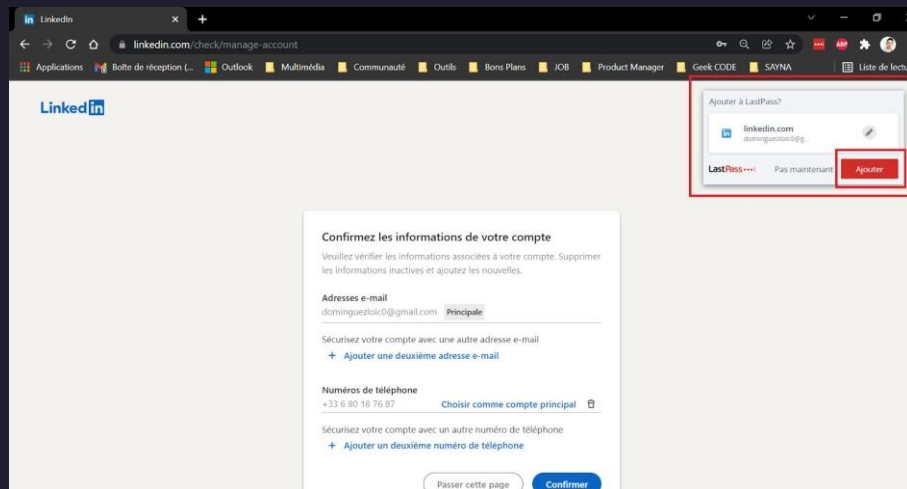 LinkedIn
linkedin.com/check/manage-account
Applications
Boîte de réception (...
Outlook
Multimédia
Communauté
Outils
Bons Plans
JOB
Product Manager
Geek CODE
SAYNA
Liste de lectu
ABP
LinkedIn
Ajouter à LastPass?
linkedin.com
dominguezloic0@g...
LastPass
Pas maintenant
Ajouter
Confirmez les informations de votre compte
Veuillez vérifier les informations associées à votre compte. Supprimer
les informations inactives et ajoutez les nouvelles.
Adresses e-mail
dominguezloic0@gmail.com Principale
Sécurisez votre compte avec une autre adresse e-mail
+ Ajouter une deuxième adresse e-mail
Numéros de téléphone
+33 6 80 18 76 87 Choisir comme compte principal
Sécurisez votre compte avec un autre numéro de téléphone
+ Ajouter un deuxième numéro de téléphone
Passer cette page
Confirmer